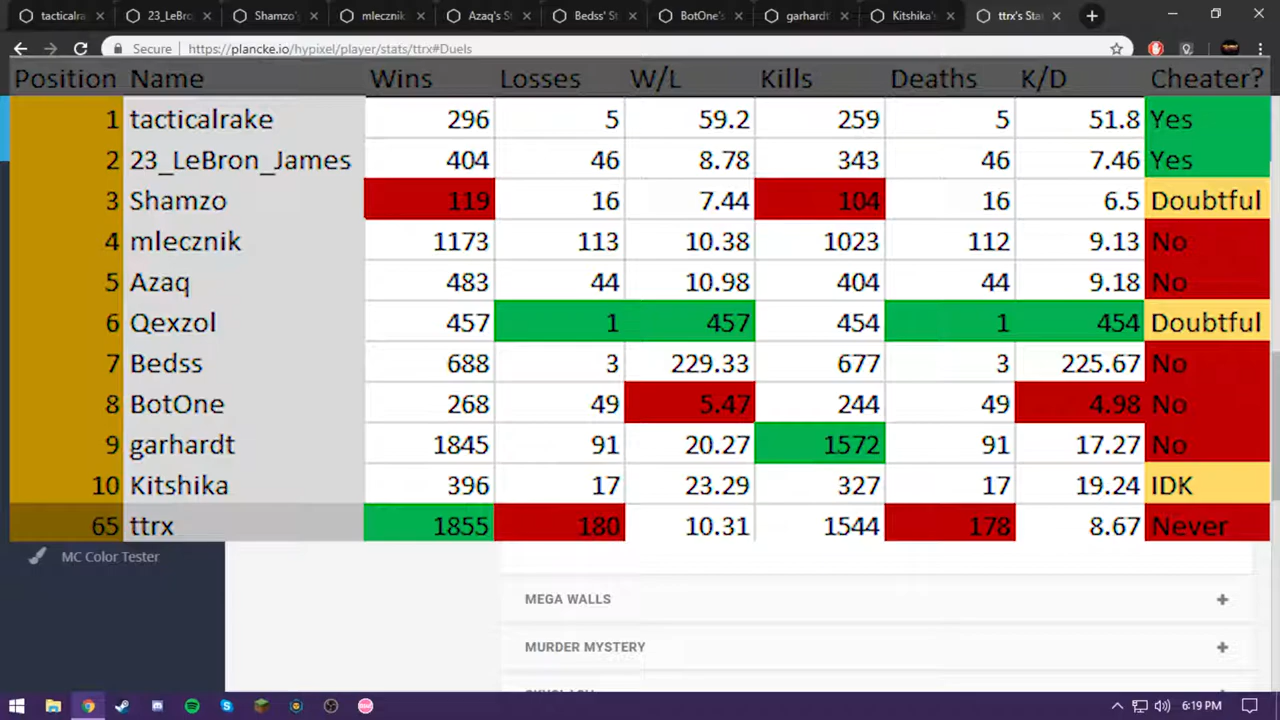 tacticalra
23_LeBro
Shamzo'
mlecznik
Azaq's S
Bedss' St
BotOne's
garhardt
Kitshika's
ttrx's Sta
Secure https://plancke.io/hypixel/player/stats/ttrx#Duels
Position Name Wins Losses W/L Kills Deaths K/D Cheater?
1 tacticalrake 296 5 59.2 259 5 51.8 Yes
2 23_LeBron_James 404 46 8.78 343 46 7.46 Yes
3 Shamzo 119 16 7.44 104 16 6.5 Doubtful
4 mlecznik 1173 113 10.38 1023 112 9.13 No
5 Azaq 483 44 10.98 404 44 9.18 No
6 Qexzol 457 1 457 454 1 454 Doubtful
7 Bedss 688 3 229.33 677 3 225.67 No
8 BotOne 268 49 5.47 244 49 4.98 No
9 garhardt 1845 91 20.27 1572 91 17.27 No
10 Kitshika 396 17 23.29 327 17 19.24 IDK
65 ttrx 1855 180 10.31 1544 178 8.67 Never
MC Color Tester
MEGA WALLS
MURDER MYSTERY
6:19 PM